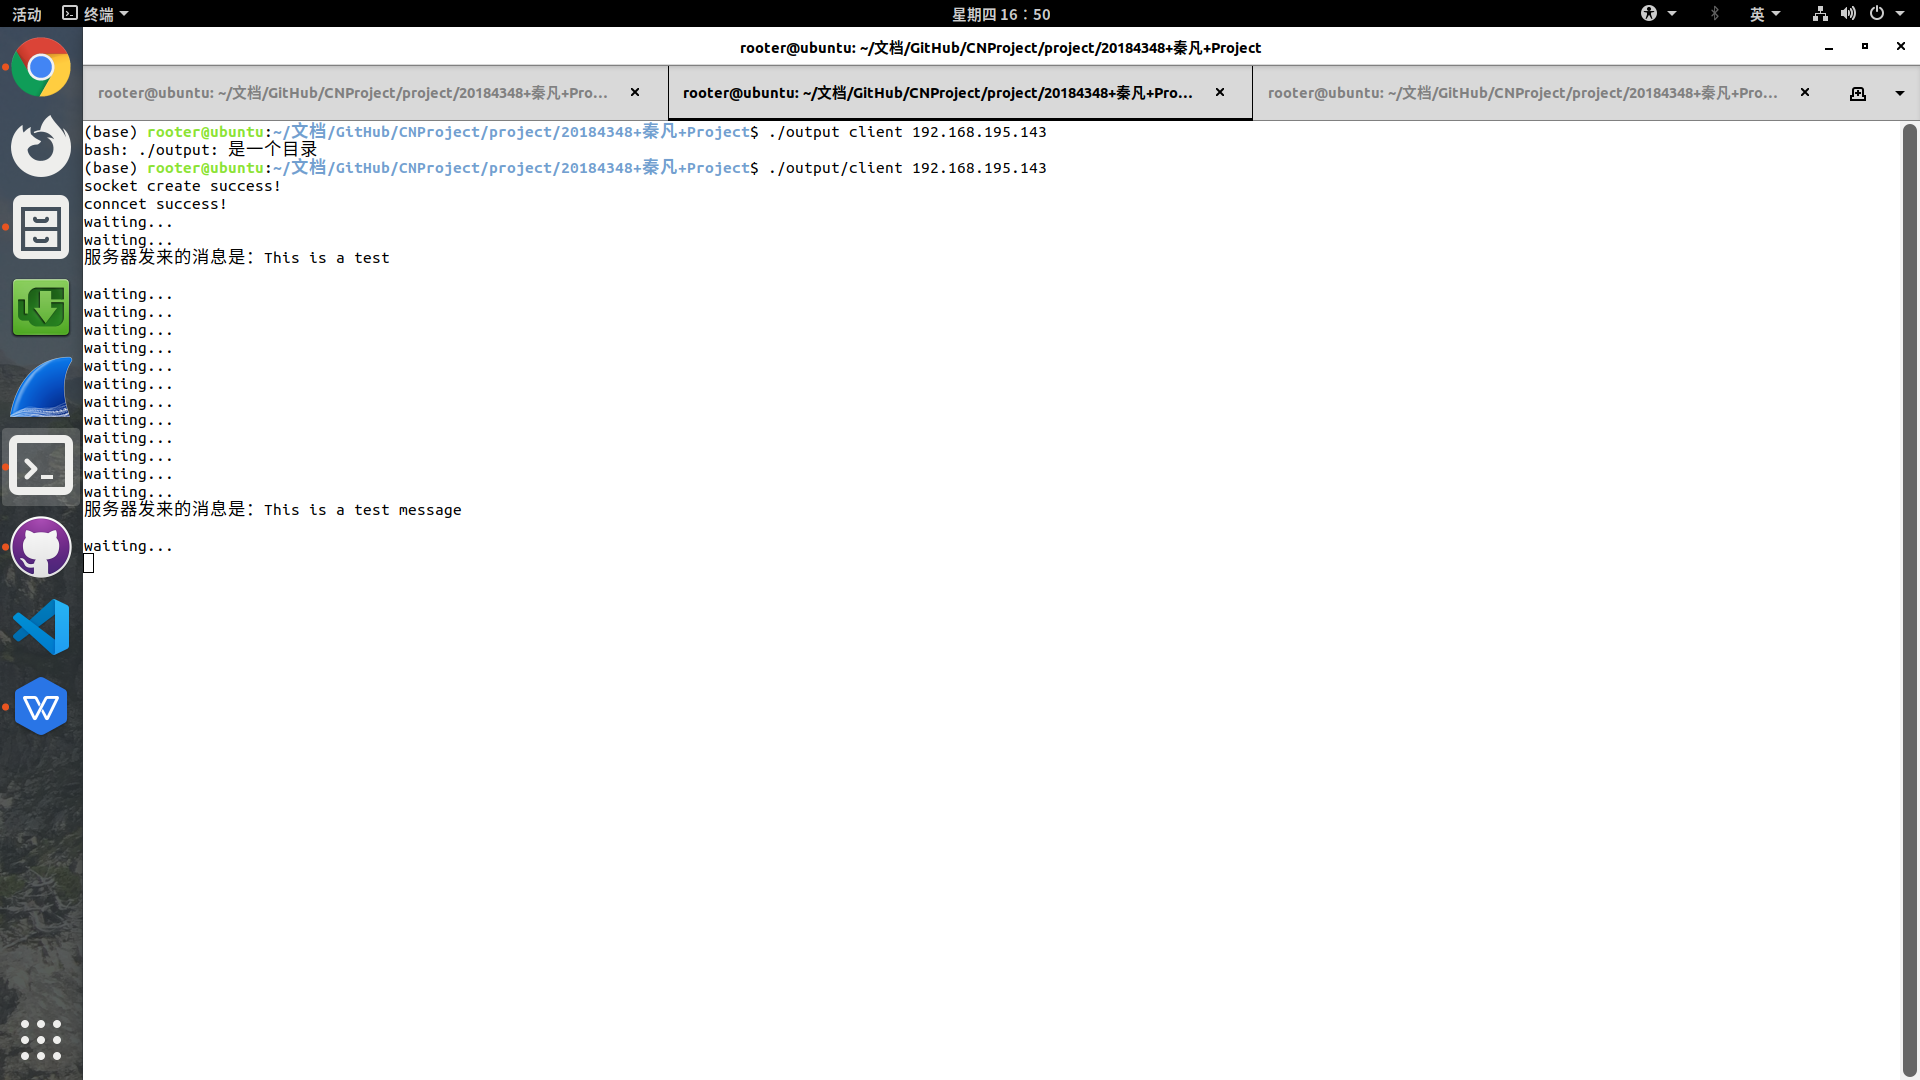 活动 终端 星期四 16：50 英
rooter@ubuntu: ~/文档/GitHub/CNProject/project/20184348+秦凡+Project
rooter@ubuntu: ~/文档/GitHub/CNProject/project/20184348+秦凡+Pro... rooter@ubuntu: ~/文档/GitHub/CNProject/project/20184348+秦凡+Pro... rooter@ubuntu: ~/文档/GitHub/CNProject/project/20184348+秦凡+Pro...
(base) rooter@ubuntu:~/文档/GitHub/CNProject/project/20184348+秦凡+Project$ ./output client 192.168.195.143
bash: ./output: 是一个目录
(base) rooter@ubuntu:~/文档/GitHub/CNProject/project/20184348+秦凡+Project$ ./output/client 192.168.195.143
socket create success!
conncet success!
waiting...
waiting...
服务器发来的消息是：This is a test
waiting...
waiting...
waiting...
waiting...
waiting...
waiting...
waiting...
waiting...
waiting...
waiting...
waiting...
waiting...
服务器发来的消息是：This is a test message
waiting...